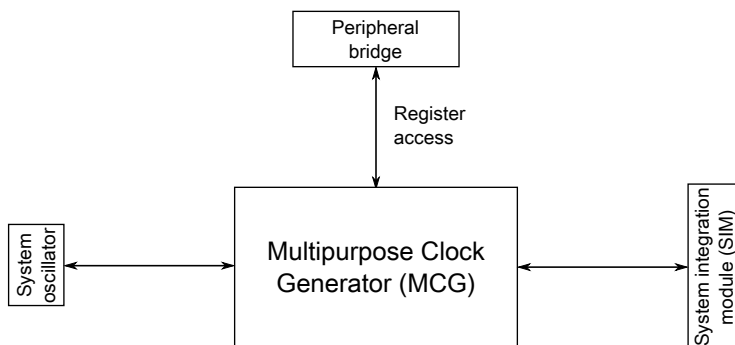 Peripheral
bridge
Register
access
System
oscillator
Multipurpose Clock
Generator (MCG)
System integration
module (SIM)